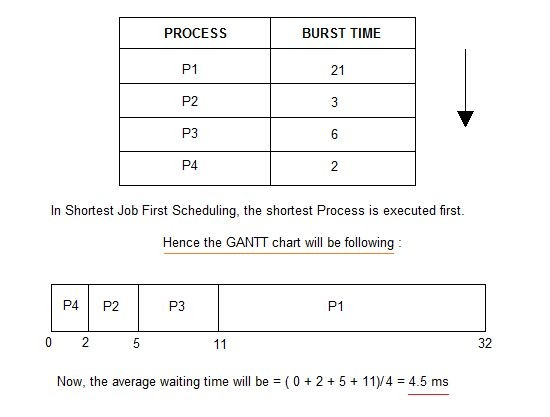 PROCESS BURST TIME
P1 21
P2 3
P3 6
P4 2
In Shortest Job First Scheduling, the shortest Process is executed first.
Hence the GANTT chart will be following :
P4 P2 P3 P1
0 2 5 11 32
Now, the average waiting time will be = ( 0 + 2 + 5 + 11)/4 = 4.5 ms